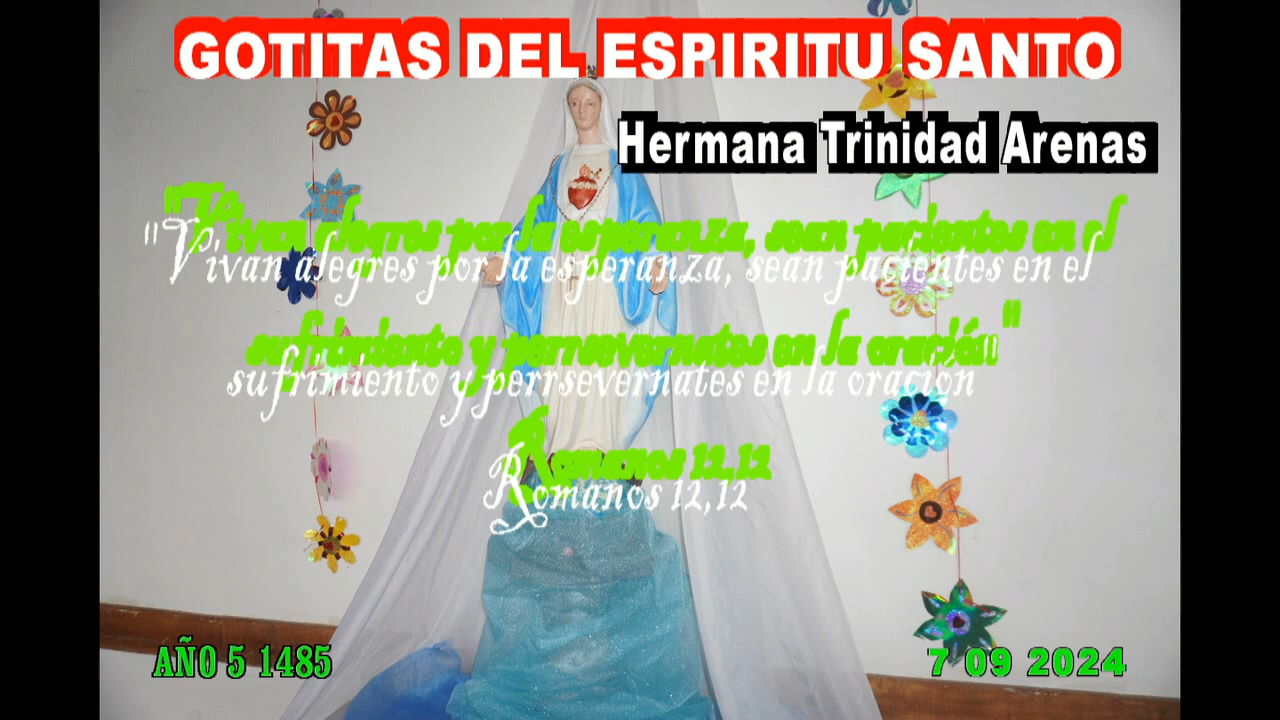 GOTITAS DEL ESPIRITU SANTO
Hermana Trinidad Arenas
"Vivan alegres por la esperanza, sean pacientes en el
sufrimiento y perrsevernates en la oración"
Romanos 12,12
AÑO 5 1485
7 09 2024